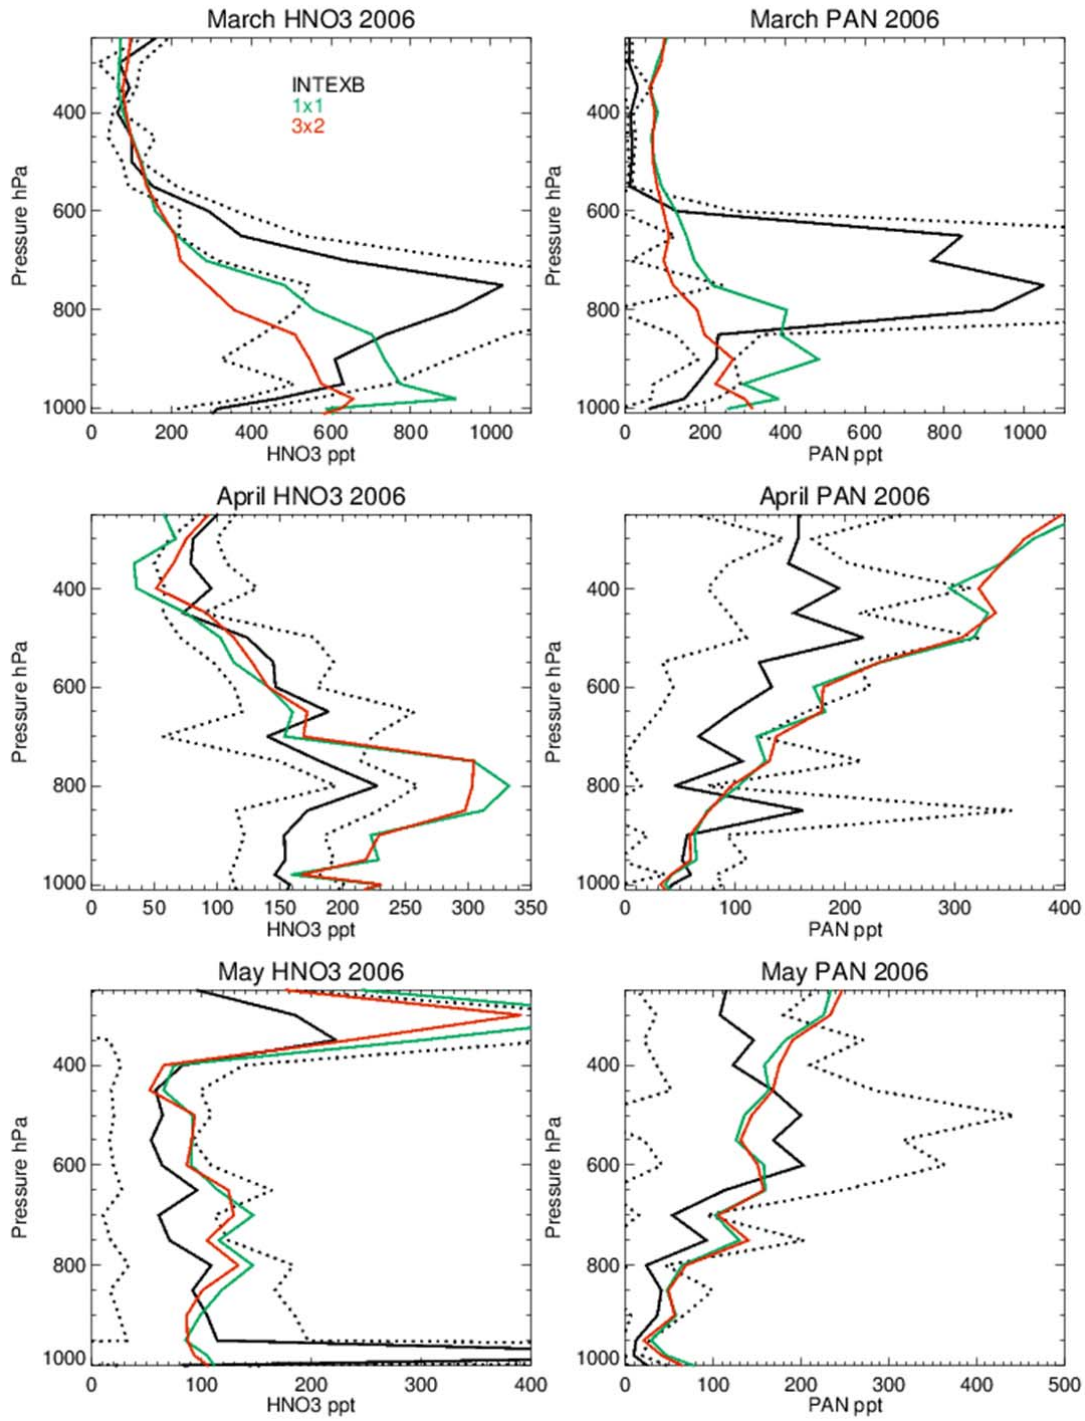 March HNO3 2006
March PAN 2006
INTEXB
1x1
3x2
400
600
800
1000
Pressure hPa
0 200 400 600 800 1000
HNO3 ppt
400
600
800
1000
Pressure hPa
0 200 400 600 800 1000
PAN ppt
April HNO3 2006
April PAN 2006
400
600
800
1000
Pressure hPa
0 50 100 150 200 250 300 350
HNO3 ppt
400
600
800
1000
Pressure hPa
0 100 200 300 400
PAN ppt
May HNO3 2006
May PAN 2006
400
600
800
1000
Pressure hPa
0 100 200 300 400
HNO3 ppt
400
600
800
1000
Pressure hPa
0 100 200 300 400 500
PAN ppt